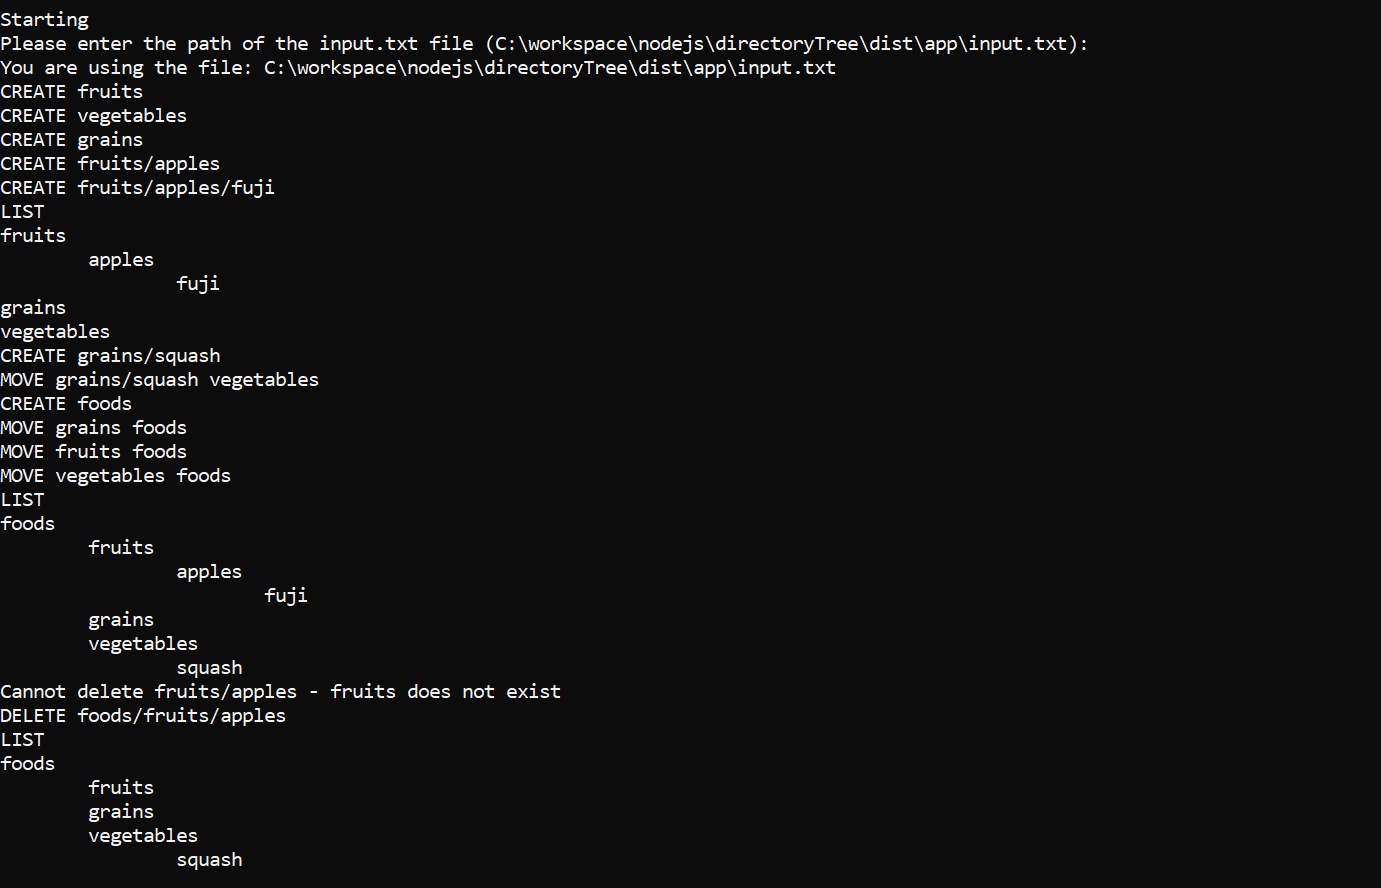 Starting
Please enter the path of the input.txt file (C:\workspace\nodejs\directoryTree\dist\app\input.txt):
You are using the file: C:\workspace\nodejs\directoryTree\dist\app\input.txt
CREATE fruits
CREATE vegetables
CREATE grains
CREATE fruits/apples
CREATE fruits/apples/fuji
LIST
fruits
        apples
                fuji
grains
vegetables
CREATE grains/squash
MOVE grains/squash vegetables
CREATE foods
MOVE grains foods
MOVE fruits foods
MOVE vegetables foods
LIST
foods
        fruits
                apples
                        fuji
        grains
        vegetables
                squash
Cannot delete fruits/apples - fruits does not exist
DELETE foods/fruits/apples
LIST
foods
        fruits
        grains
        vegetables
                squash